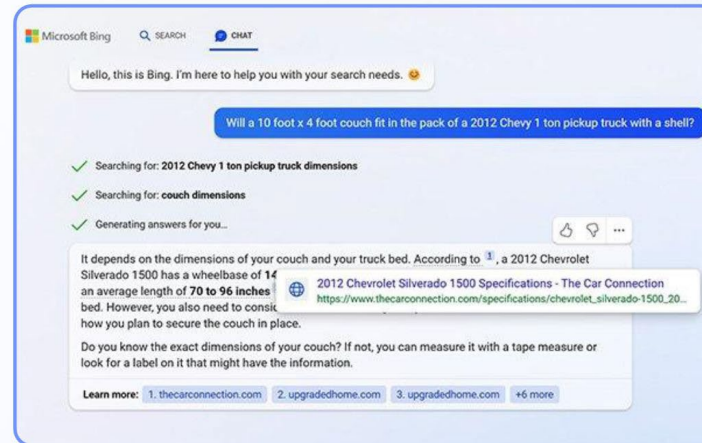 Microsoft Bing
SEARCH
CHAT
Hello, this is Bing. I'm here to help you with your search needs. 😊
Will a 10 foot x 4 foot couch fit in the pack of a 2012 Chevy 1 ton pickup truck with a shell?
Searching for: 2012 Chevy 1 ton pickup truck dimensions
Searching for: couch dimensions
Generating answers for you...
It depends on the dimensions of your couch and your truck bed. According to 1, a 2012 Chevrolet
Silverado 1500 has a wheelbase of 14
2012 Chevrolet Silverado 1500 Specifications - The Car Connection
an average length of 70 to 96 inches
https://www.thecarconnection.com/specifications/chevrolet_silverado-1500_20...
bed. However, you also need to consid
how you plan to secure the couch in place.
Do you know the exact dimensions of your couch? If not, you can measure it with a tape measure or
look for a label on it that might have the information.
Learn more: 1. thecarconnection.com 2. upgradedhome.com 3. upgradedhome.com +6 more